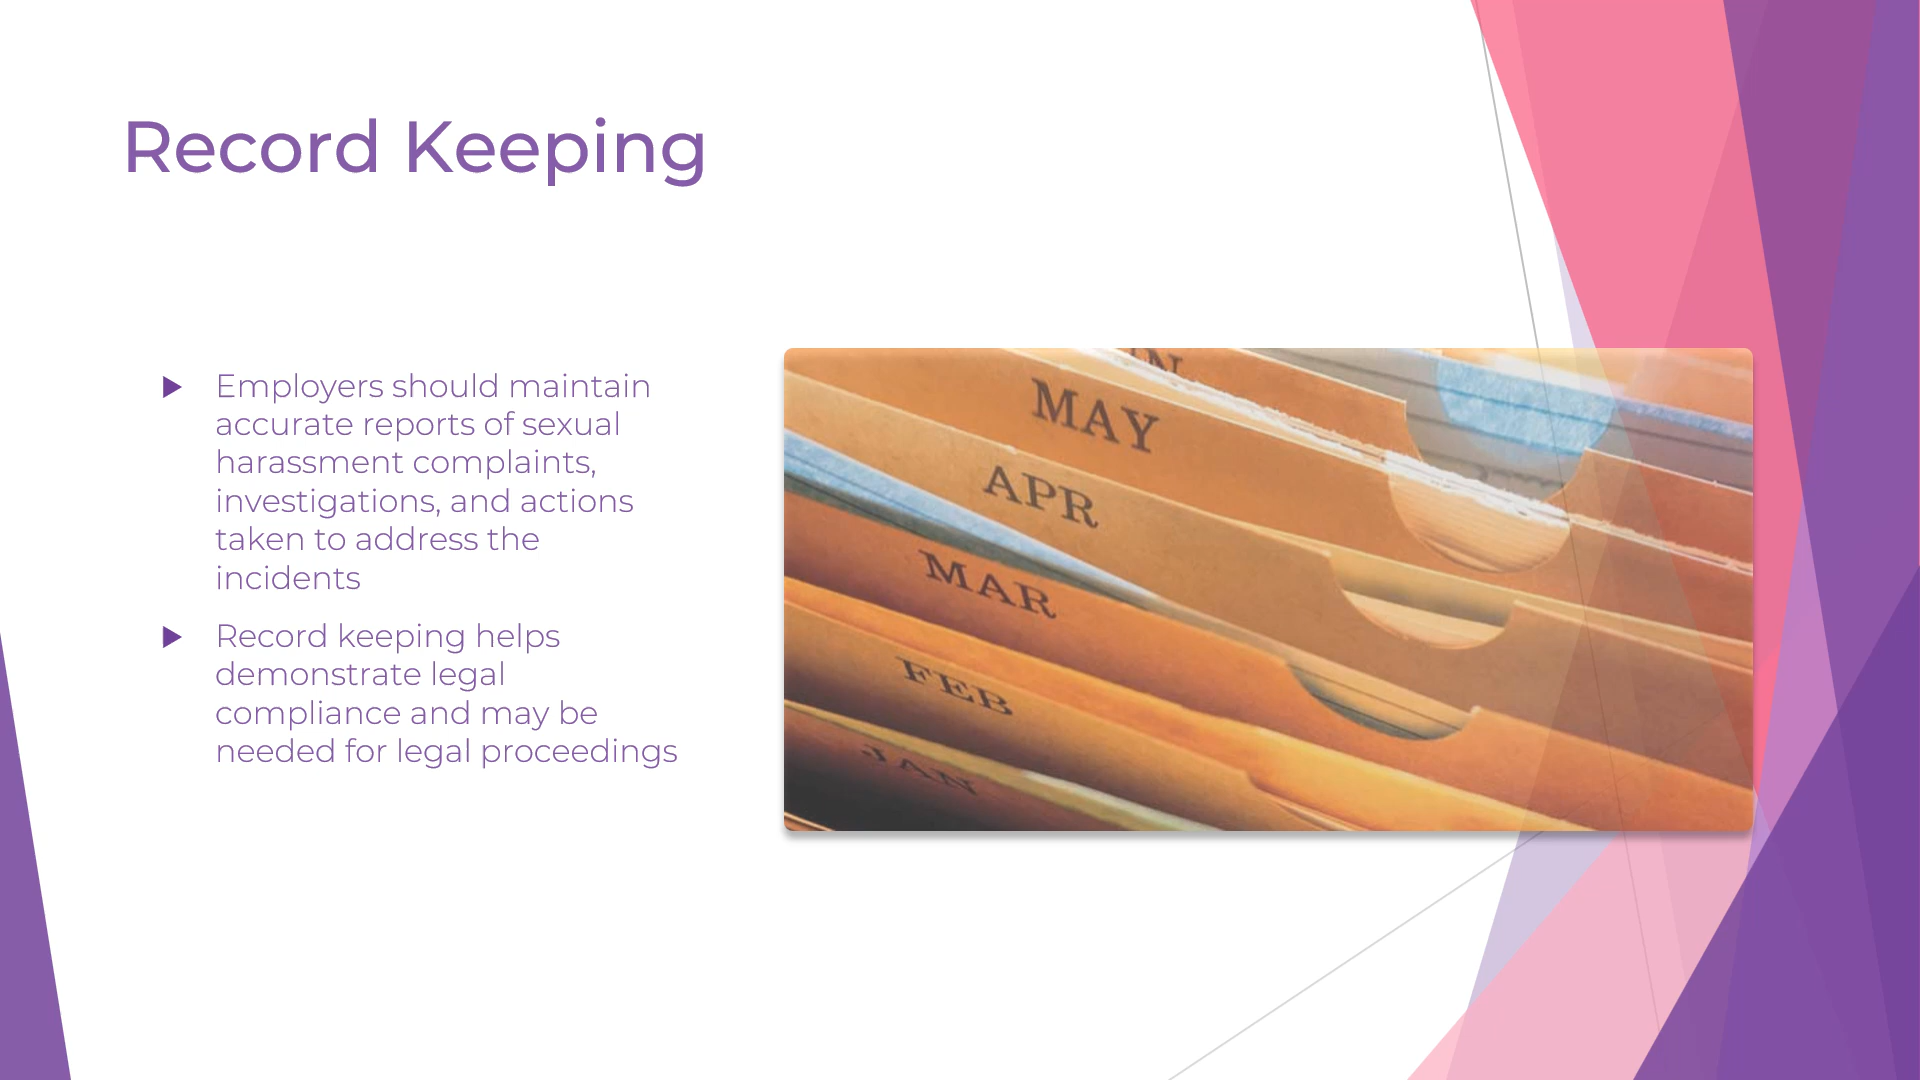 Record Keeping
Employers should maintain
accurate reports of sexual
harassment complaints,
investigations, and actions
taken to address the
incidents
Record keeping helps
demonstrate legal
compliance and may be
needed for legal proceedings
MAY
APR
MAR
FEB
JAN